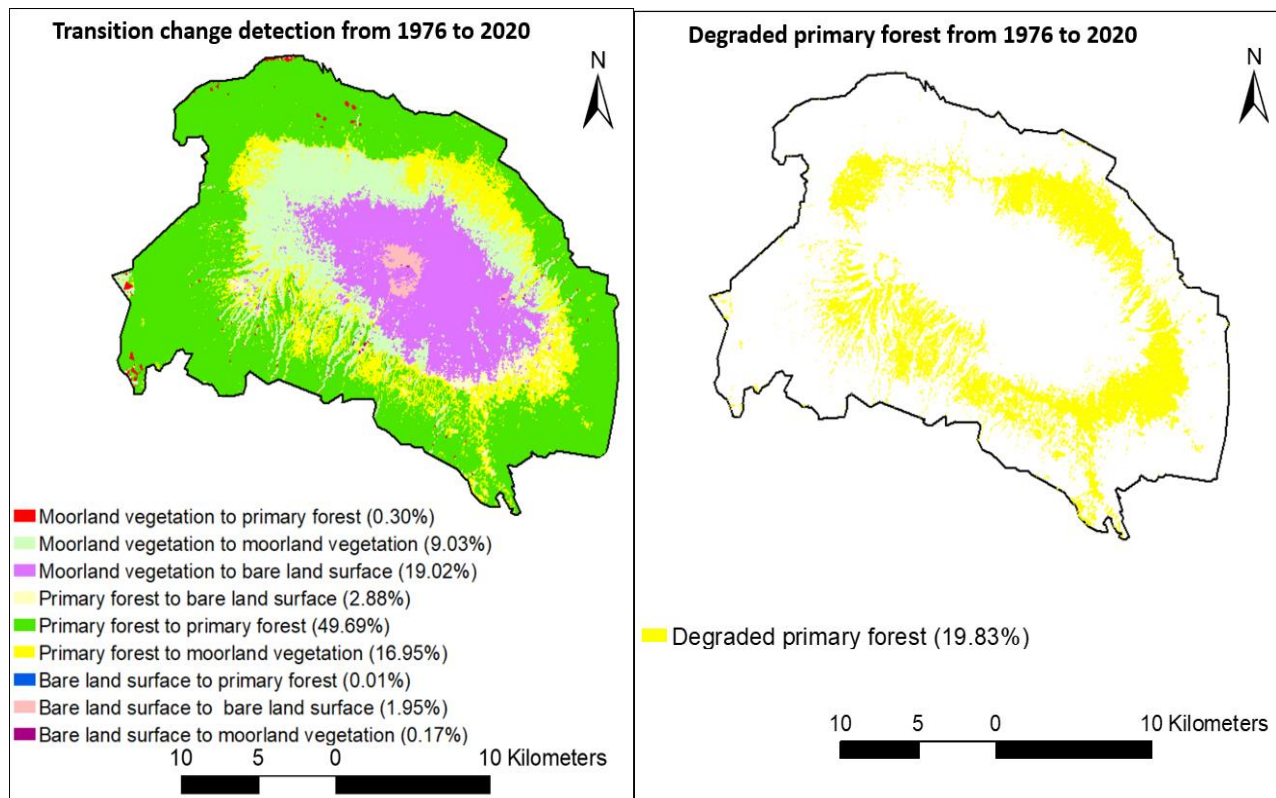 Transition change detection from 1976 to 2020
N
Moorland vegetation to primary forest (0.30%)
Moorland vegetation to moorland vegetation (9.03%)
Moorland vegetation to bare land surface (19.02%)
Primary forest to bare land surface (2.88%)
Primary forest to primary forest (49.69%)
Primary forest to moorland vegetation (16.95%)
Bare land surface to primary forest (0.01%)
Bare land surface to  bare land surface (1.95%)
Bare land surface to moorland vegetation (0.17%)
10 5 0 10 Kilometers
Degraded primary forest from 1976 to 2020
N
Degraded primary forest (19.83%)
10 5 0 10 Kilometers